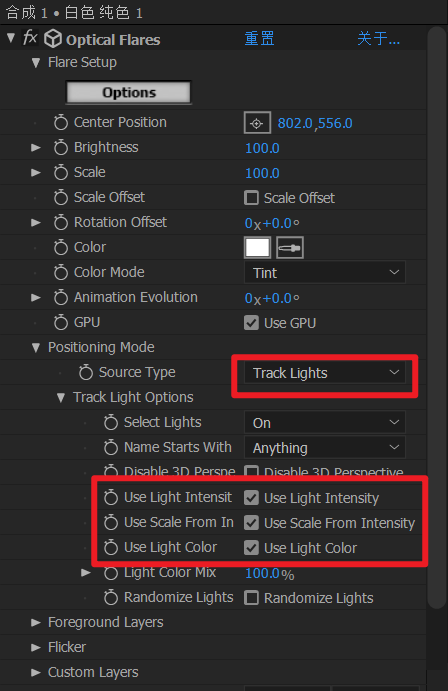 合成 1 • 白色 纯色 1
fx Optical Flares 重置 关于...
Flare Setup
Options
Center Position 802.0,556.0
Brightness 100.0
Scale 100.0
Scale Offset Scale Offset
Rotation Offset 0x+0.0°
Color
Color Mode Tint
Animation Evolution 0x+0.0°
GPU Use GPU
Positioning Mode
Source Type Track Lights
Track Light Options
Select Lights On
Name Starts With Anything
Disable 3D Perspe Disable 3D Perspective
Use Light Intensit Use Light Intensity
Use Scale From In Use Scale From Intensity
Use Light Color Use Light Color
Light Color Mix 100.0%
Randomize Lights Randomize Lights
Foreground Layers
Flicker
Custom Layers